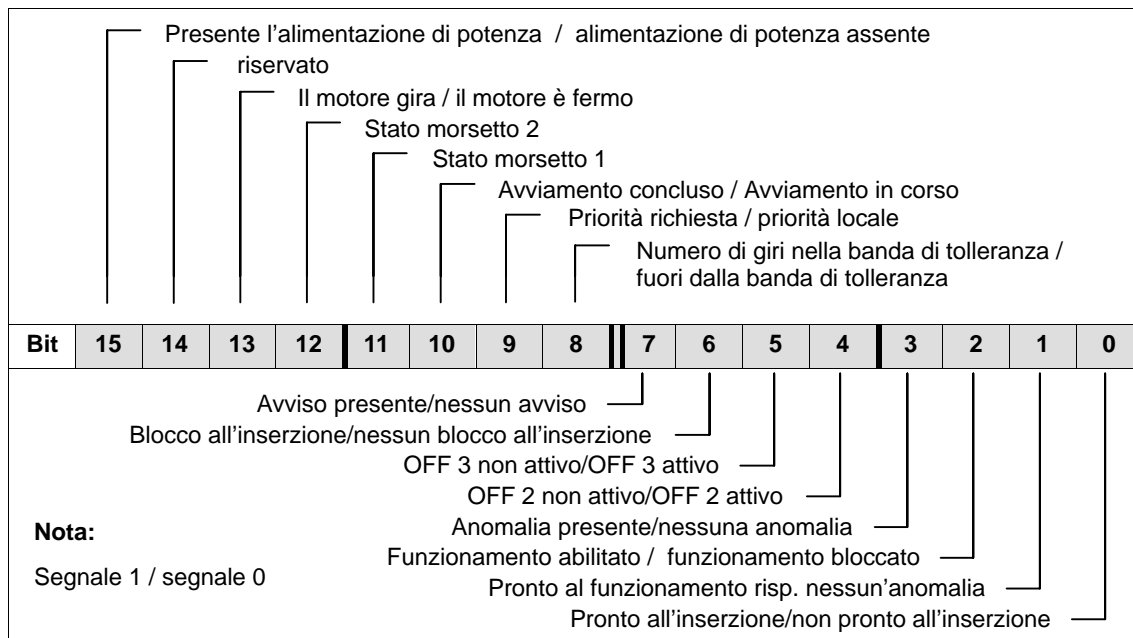 Presente l'alimentazione di potenza / alimentazione di potenza assente
riservato
Il motore gira / il motore è fermo
Stato morsetto 2
Stato morsetto 1
Avviamento concluso / Avviamento in corso
Priorità richiesta / priorità locale
Numero di giri nella banda di tolleranza /
fuori dalla banda di tolleranza
Bit 15 14 13 12 11 10 9 8 7 6 5 4 3 2 1 0
Avviso presente/nessun avviso
Blocco all'inserzione/nessun blocco all'inserzione
OFF 3 non attivo/OFF 3 attivo
OFF 2 non attivo/OFF 2 attivo
Anomalia presente/nessuna anomalia
Funzionamento abilitato / funzionamento bloccato
Pronto al funzionamento risp. nessun'anomalia
Pronto all'inserzione/non pronto all'inserzione
Nota:
Segnale 1 / segnale 0